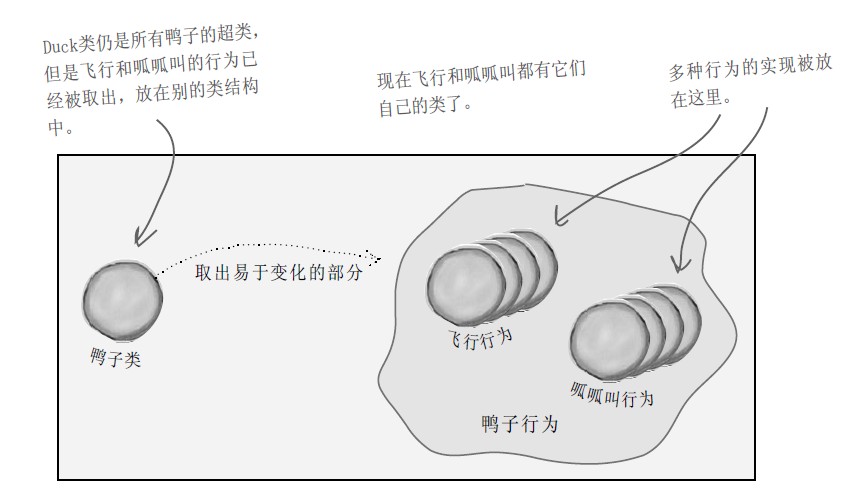 Duck类仍是所有鸭子的超类，
但是飞行和呱呱叫的行为已
经被取出，放在别的类结构
中。
现在飞行和呱呱叫都有它们
自己的类了。
多种行为的实现被放
在这里。
取出易于变化的部分
鸭子类
飞行行为
呱呱叫行为
鸭子行为